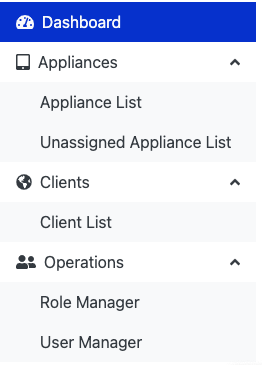 Dashboard
Appliances
Appliance List
Unassigned Appliance List
Clients
Client List
Operations
Role Manager
User Manager